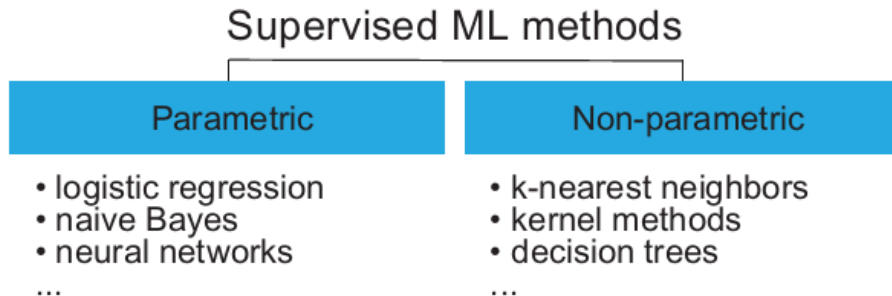 Supervised ML methods
Parametric
• logistic regression
• naive Bayes
• neural networks
...
Non-parametric
• k-nearest neighbors
• kernel methods
• decision trees
...